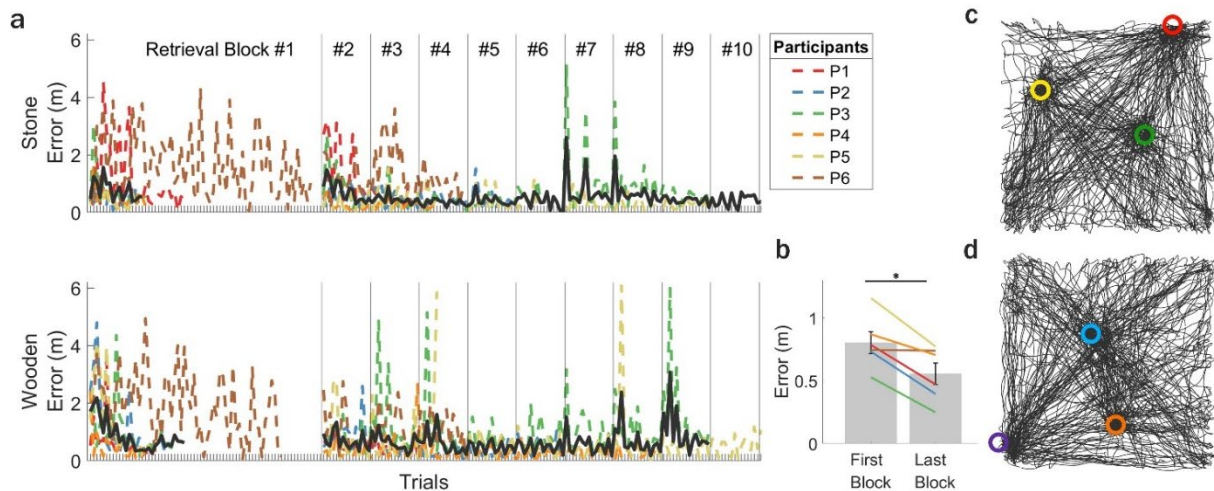 a
6
4
2
0
Stone
Error (m)
Retrieval Block #1
#2
#3
#4
#5
#6
#7
#8
#9
#10
Participants
P1
P2
P3
P4
P5
P6
6
4
2
0
Wooden
Error (m)
Trials
b
*
1
0.5
0
Error (m)
First
Block
Last
Block
c
d